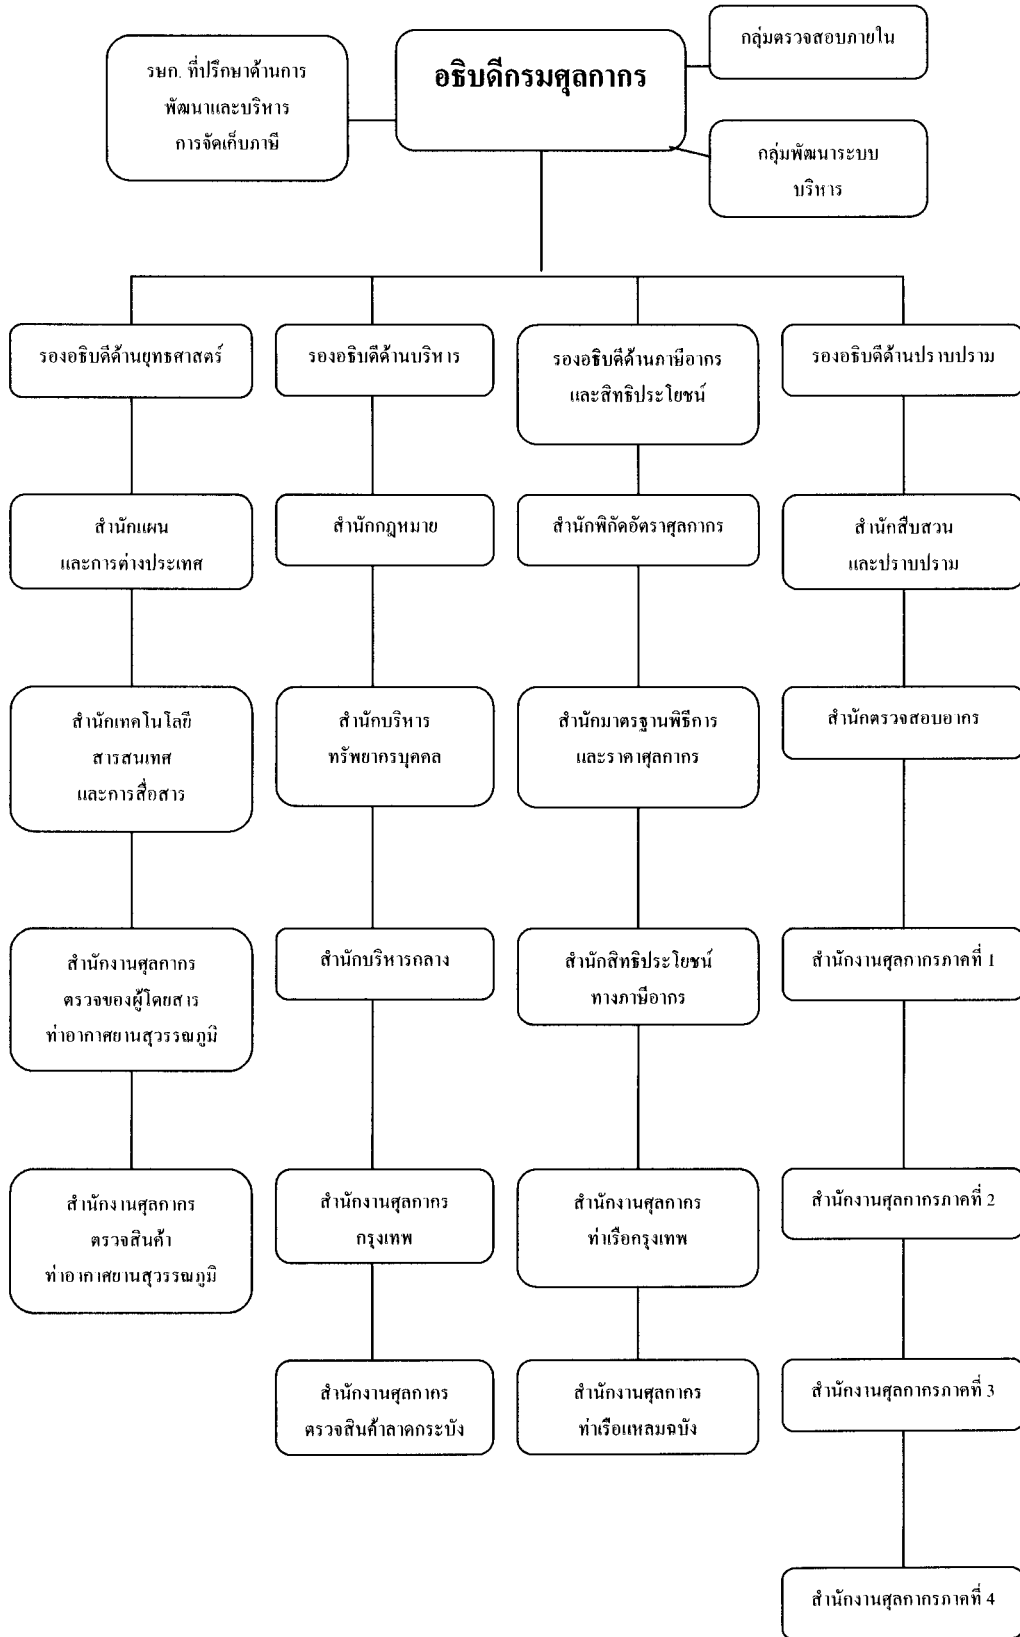 กลุ่มตรวจสอบภายใน
รษก. ที่ปรึกษาด้านการ
พัฒนาและบริหาร
การจัดเก็บภาษี
อธิบดีกรมศุลกากร
กลุ่มพัฒนาระบบ
บริหาร
รองอธิบดีด้านยุทธศาสตร์
รองอธิบดีด้านบริหาร
รองอธิบดีด้านภาษีอากร
และสิทธิประโยชน์
รองอธิบดีด้านปราบปราม
สำนักแผน
และการต่างประเทศ
สำนักกฎหมาย
สำนักพิกัดอัตราศุลกากร
สำนักสืบสวน
และปราบปราม
สำนักเทคโนโลยี
สารสนเทศ
และการสื่อสาร
สำนักบริหาร
ทรัพยากรบุคคล
สำนักมาตรฐานพิธีการ
และราคาศุลกากร
สำนักตรวจสอบอากร
สำนักงานศุลกากร
ตรวจของผู้โดยสาร
ท่าอากาศยานสุวรรณภูมิ
สำนักบริหารกลาง
สำนักสิทธิประโยชน์
ทางภาษีอากร
สำนักงานศุลกากรภาคที่ 1
สำนักงานศุลกากร
ตรวจสินค้า
ท่าอากาศยานสุวรรณภูมิ
สำนักงานศุลกากร
กรุงเทพ
สำนักงานศุลกากร
ท่าเรือกรุงเทพ
สำนักงานศุลกากรภาคที่ 2
สำนักงานศุลกากร
ตรวจสินค้าลาดกระบัง
สำนักงานศุลกากร
ท่าเรือแหลมฉบัง
สำนักงานศุลกากรภาคที่ 3
สำนักงานศุลกากรภาคที่ 4